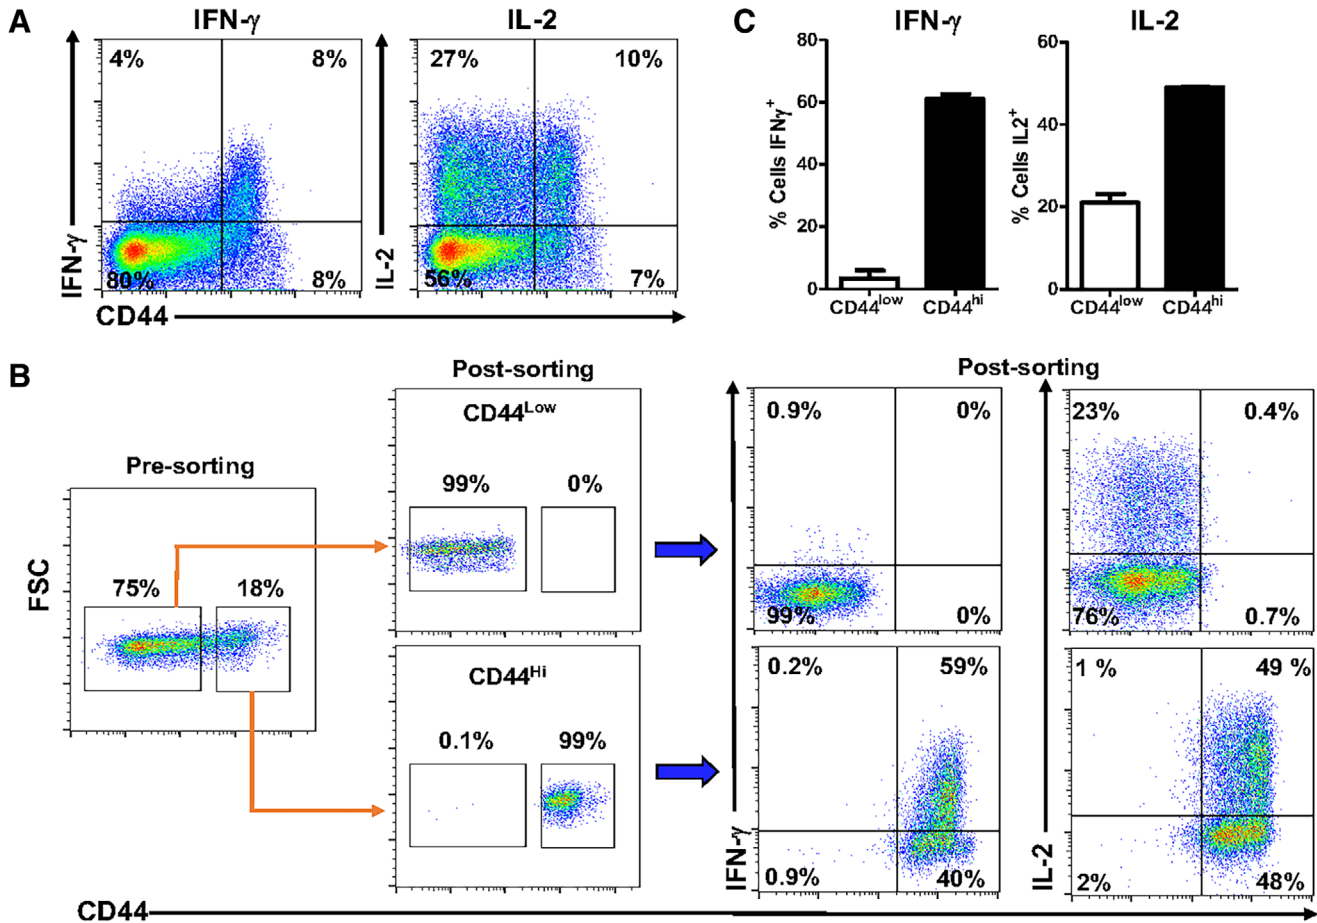 A
IFN-γ
4%
8%
80%
8%
IFN-γ
IL-2
27%
10%
56%
7%
IL-2
CD44
C
IFN-γ
% Cells IFNγ+
80
60
40
20
0
CD44low
CD44hi
IL-2
% Cells IL2+
60
40
20
0
CD44low
CD44hi
B
Pre-sorting
FSC
75%
18%
Post-sorting
CD44Low
99%
0%
CD44Hi
0.1%
99%
Post-sorting
0.9%
0%
99%
0%
23%
0.4%
76%
0.7%
0.2%
59%
0.9%
40%
IFN-γ
1 %
49 %
2%
48%
IL-2
CD44